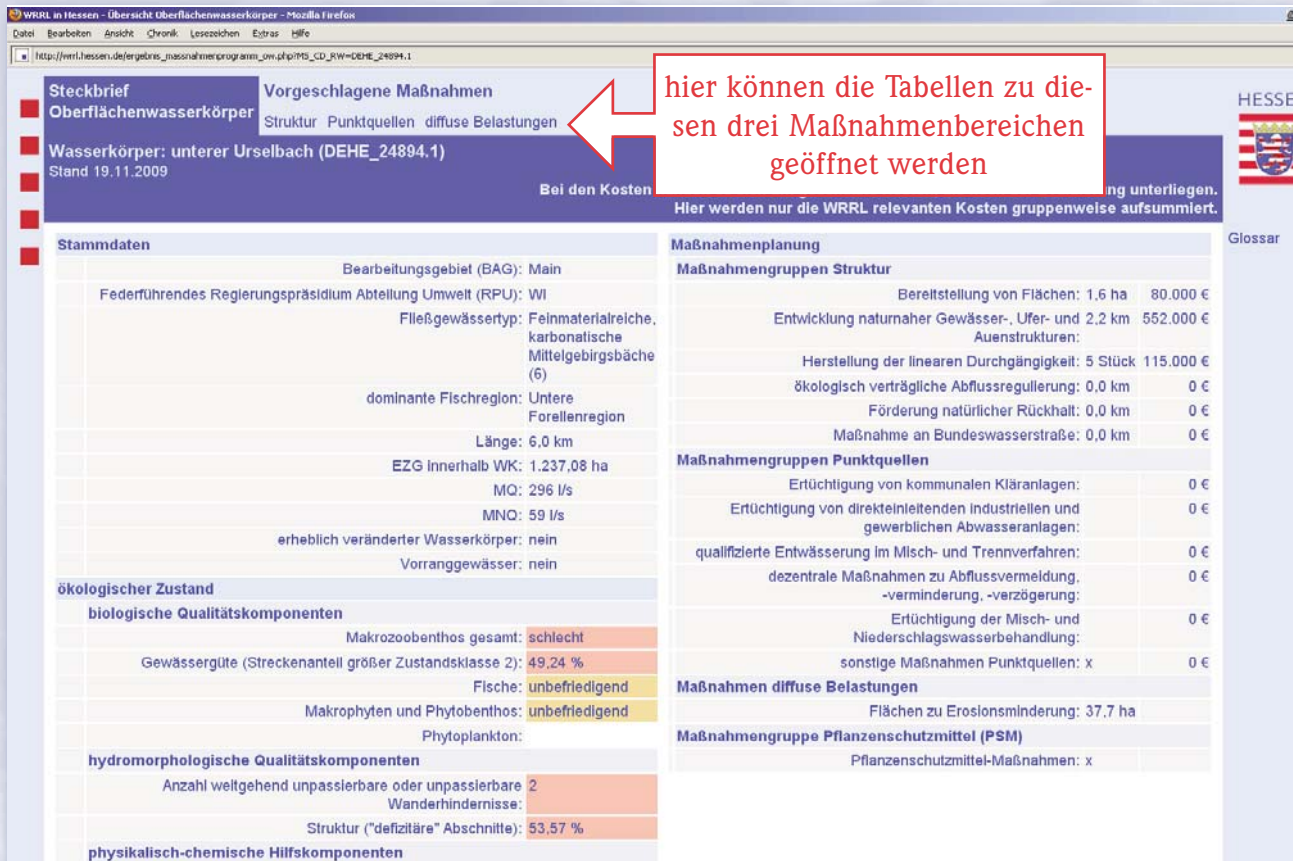 WRRL in Hessen - Übersicht Oberflächenwasserkörper - Mozilla Firefox
Datei Bearbeiten Ansicht Chronik Lesezeichen Extras Hilfe
http://wrrl.hessen.de/ergebnis_massnahmenprogramm_ow.php?MS_CD_RW=DEHE_24894.1
Steckbrief
Oberflächenwasserkörper
Vorgeschlagene Maßnahmen
Struktur Punktquellen diffuse Belastungen
hier können die Tabellen zu die-
sen drei Maßnahmenbereichen
geöffnet werden
HESSE
Wasserkörper: unterer Urselbach (DEHE_24894.1)
Stand 19.11.2009
Bei den Kosten
ung unterliegen.
Hier werden nur die WRRL relevanten Kosten gruppenweise aufsummiert.
Glossar
Stammdaten
Bearbeitungsgebiet (BAG): Main
Federführendes Regierungspräsidium Abteilung Umwelt (RPU): WI
Fließgewässertyp: Feinmaterialreiche,
karbonatische
Mittelgebirgsbäche
(6)
dominante Fischregion: Untere
Forellenregion
Länge: 6,0 km
EZG innerhalb WK: 1.237,08 ha
MQ: 296 l/s
MNQ: 59 l/s
erheblich veränderter Wasserkörper: nein
Vorranggewässer: nein
ökologischer Zustand
biologische Qualitätskomponenten
Makrozoobenthos gesamt: schlecht
Gewässergüte (Streckenanteil größer Zustandsklasse 2): 49,24 %
Fische: unbefriedigend
Makrophyten und Phytobenthos: unbefriedigend
Phytoplankton:
hydromorphologische Qualitätskomponenten
Anzahl weitgehend unpassierbare oder unpassierbare 2
Wanderhindernisse:
Struktur ("defizitäre" Abschnitte): 53,57 %
physikalisch-chemische Hilfskomponenten
Maßnahmenplanung
Maßnahmengruppen Struktur
Bereitstellung von Flächen: 1,6 ha 80.000 €
Entwicklung naturnaher Gewässer-, Ufer- und 2,2 km 552.000 €
Auenstrukturen:
Herstellung der linearen Durchgängigkeit: 5 Stück 115.000 €
ökologisch verträgliche Abflussregulierung: 0,0 km 0 €
Förderung natürlicher Rückhalt: 0,0 km 0 €
Maßnahme an Bundeswasserstraße: 0,0 km 0 €
Maßnahmengruppen Punktquellen
Ertüchtigung von kommunalen Kläranlagen: 0 €
Ertüchtigung von direkteinleitenden industriellen und 0 €
gewerblichen Abwasseranlagen:
qualifizierte Entwässerung im Misch- und Trennverfahren: 0 €
dezentrale Maßnahmen zu Abflussvermeidung, 0 €
-verminderung, -verzögerung:
Ertüchtigung der Misch- und 0 €
Niederschlagswasserbehandlung:
sonstige Maßnahmen Punktquellen: x 0 €
Maßnahmen diffuse Belastungen
Flächen zu Erosionsminderung: 37,7 ha
Maßnahmengruppe Pflanzenschutzmittel (PSM)
Pflanzenschutzmittel-Maßnahmen: x